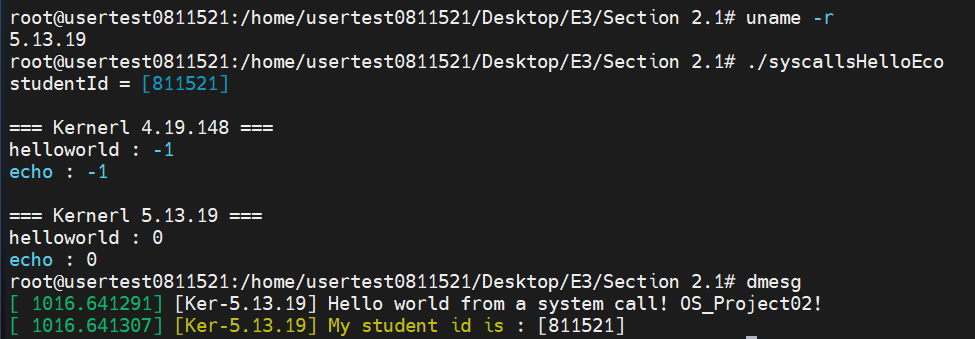 root@usertest0811521:/home/usertest0811521/Desktop/E3/Section 2.1# uname -r
5.13.19
root@usertest0811521:/home/usertest0811521/Desktop/E3/Section 2.1# ./syscallsHelloEco
studentId = [811521]
=== Kernerl 4.19.148 ===
helloworld : -1
echo : -1
=== Kernerl 5.13.19 ===
helloworld : 0
echo : 0
root@usertest0811521:/home/usertest0811521/Desktop/E3/Section 2.1# dmesg
[ 1016.641291] [Ker-5.13.19] Hello world from a system call! OS_Project02!
[ 1016.641307] [Ker-5.13.19] My student id is : [811521]